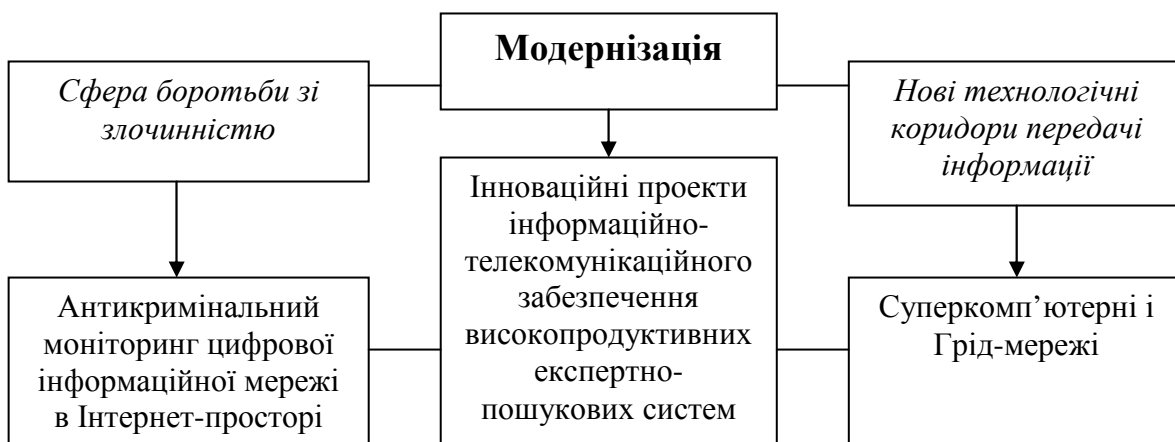 Модернізація
Сфера боротьби зі
злочинністю
Нові технологічні
коридори передачі
інформації
Інноваційні проекти
інформаційно-
телекомунікаційного
забезпечення
високопродуктивних
експертно-
пошукових систем
Антикримінальний
моніторинг цифрової
інформаційної мережі
в Інтернет-просторі
Суперкомп’ютерні і
Грід-мережі